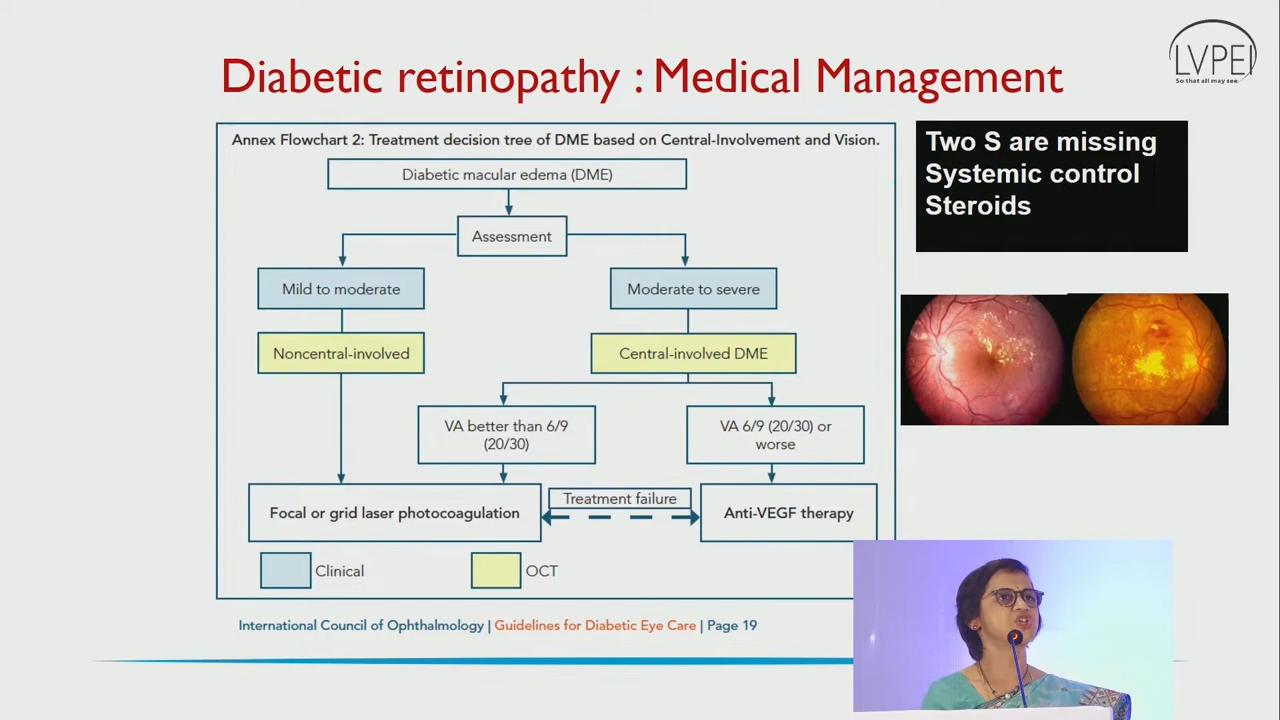 LVPEI
So that all may see
Diabetic retinopathy : Medical Management
Annex Flowchart 2: Treatment decision tree of DME based on Central-Involvement and Vision.
Diabetic macular edema (DME)
Assessment
Mild to moderate
Moderate to severe
Noncentral-involved
Central-involved DME
VA better than 6/9
(20/30)
VA 6/9 (20/30) or
worse
Focal or grid laser photocoagulation
Treatment failure
Anti-VEGF therapy
Clinical
OCT
International Council of Ophthalmology | Guidelines for Diabetic Eye Care | Page 19
Two S are missing
Systemic control
Steroids